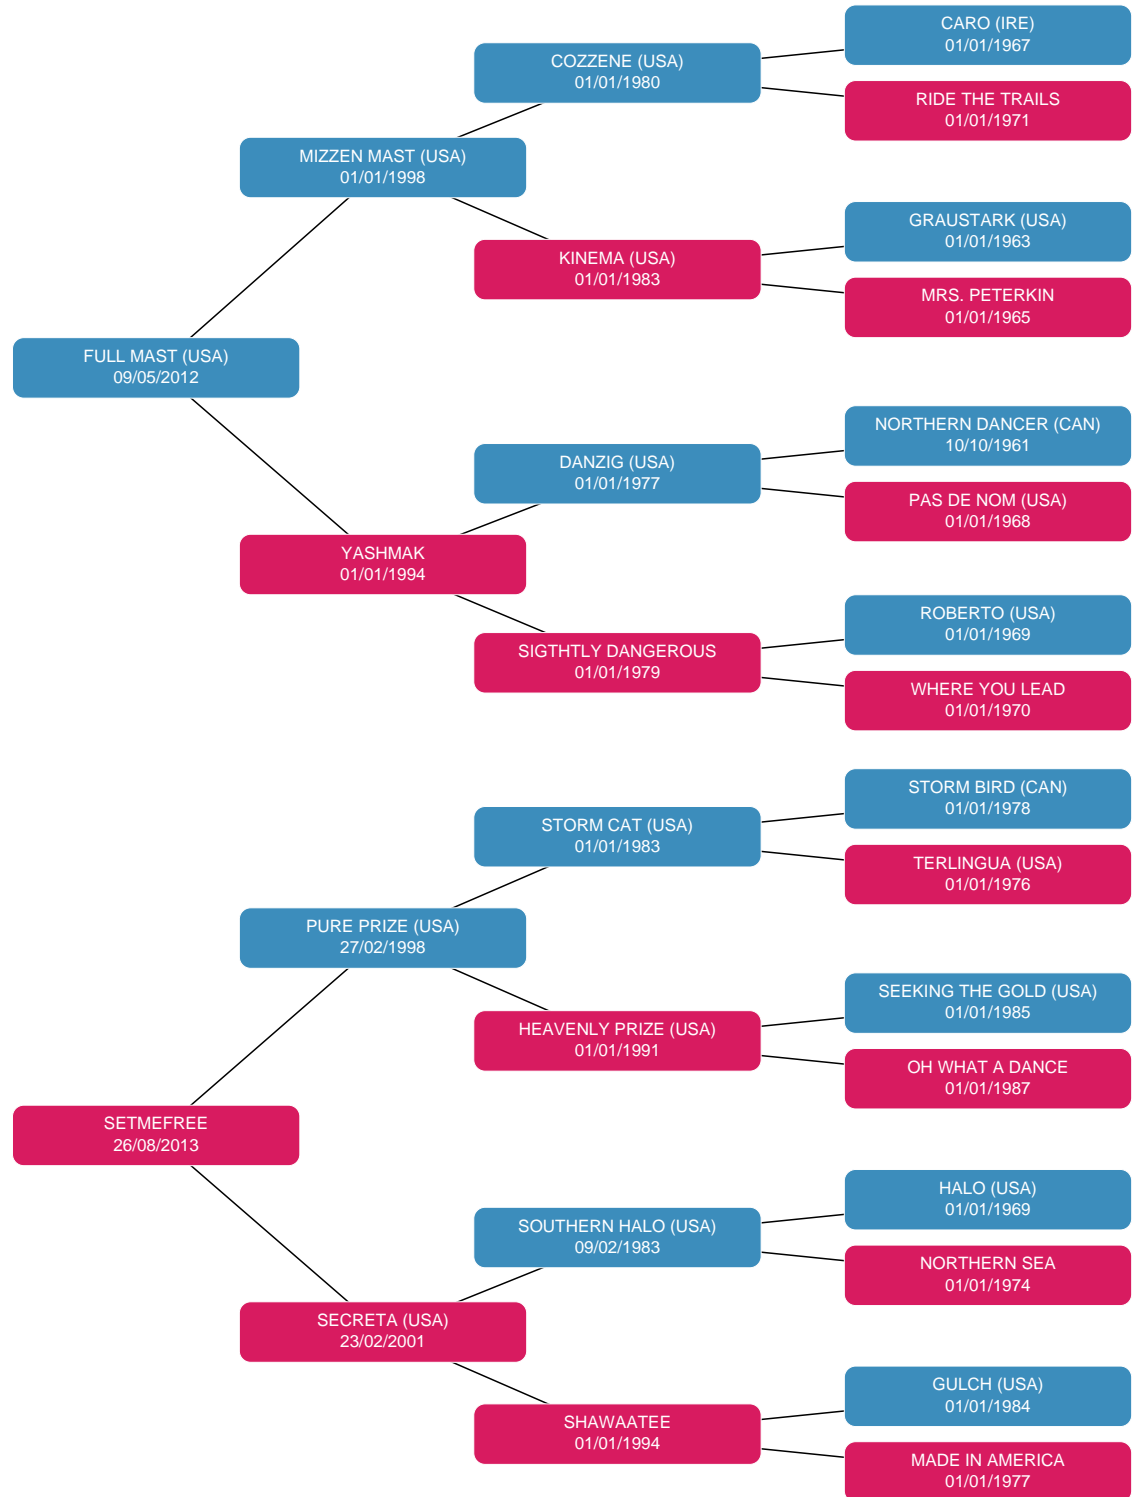 CARO (IRE)
01/01/1967
COZZENE (USA)
01/01/1980
RIDE THE TRAILS
01/01/1971
MIZZEN MAST (USA)
01/01/1998
GRAUSTARK (USA)
01/01/1963
KINEMA (USA)
01/01/1983
MRS. PETERKIN
01/01/1965
FULL MAST (USA)
09/05/2012
NORTHERN DANCER (CAN)
10/10/1961
DANZIG (USA)
01/01/1977
PAS DE NOM (USA)
01/01/1968
YASHMAK
01/01/1994
ROBERTO (USA)
01/01/1969
SIGTHTLY DANGEROUS
01/01/1979
WHERE YOU LEAD
01/01/1970
STORM BIRD (CAN)
01/01/1978
STORM CAT (USA)
01/01/1983
TERLINGUA (USA)
01/01/1976
PURE PRIZE (USA)
27/02/1998
SEEKING THE GOLD (USA)
01/01/1985
HEAVENLY PRIZE (USA)
01/01/1991
OH WHAT A DANCE
01/01/1987
SETMEFREE
26/08/2013
HALO (USA)
01/01/1969
SOUTHERN HALO (USA)
09/02/1983
NORTHERN SEA
01/01/1974
SECRETA (USA)
23/02/2001
GULCH (USA)
01/01/1984
SHAWAATEE
01/01/1994
MADE IN AMERICA
01/01/1977